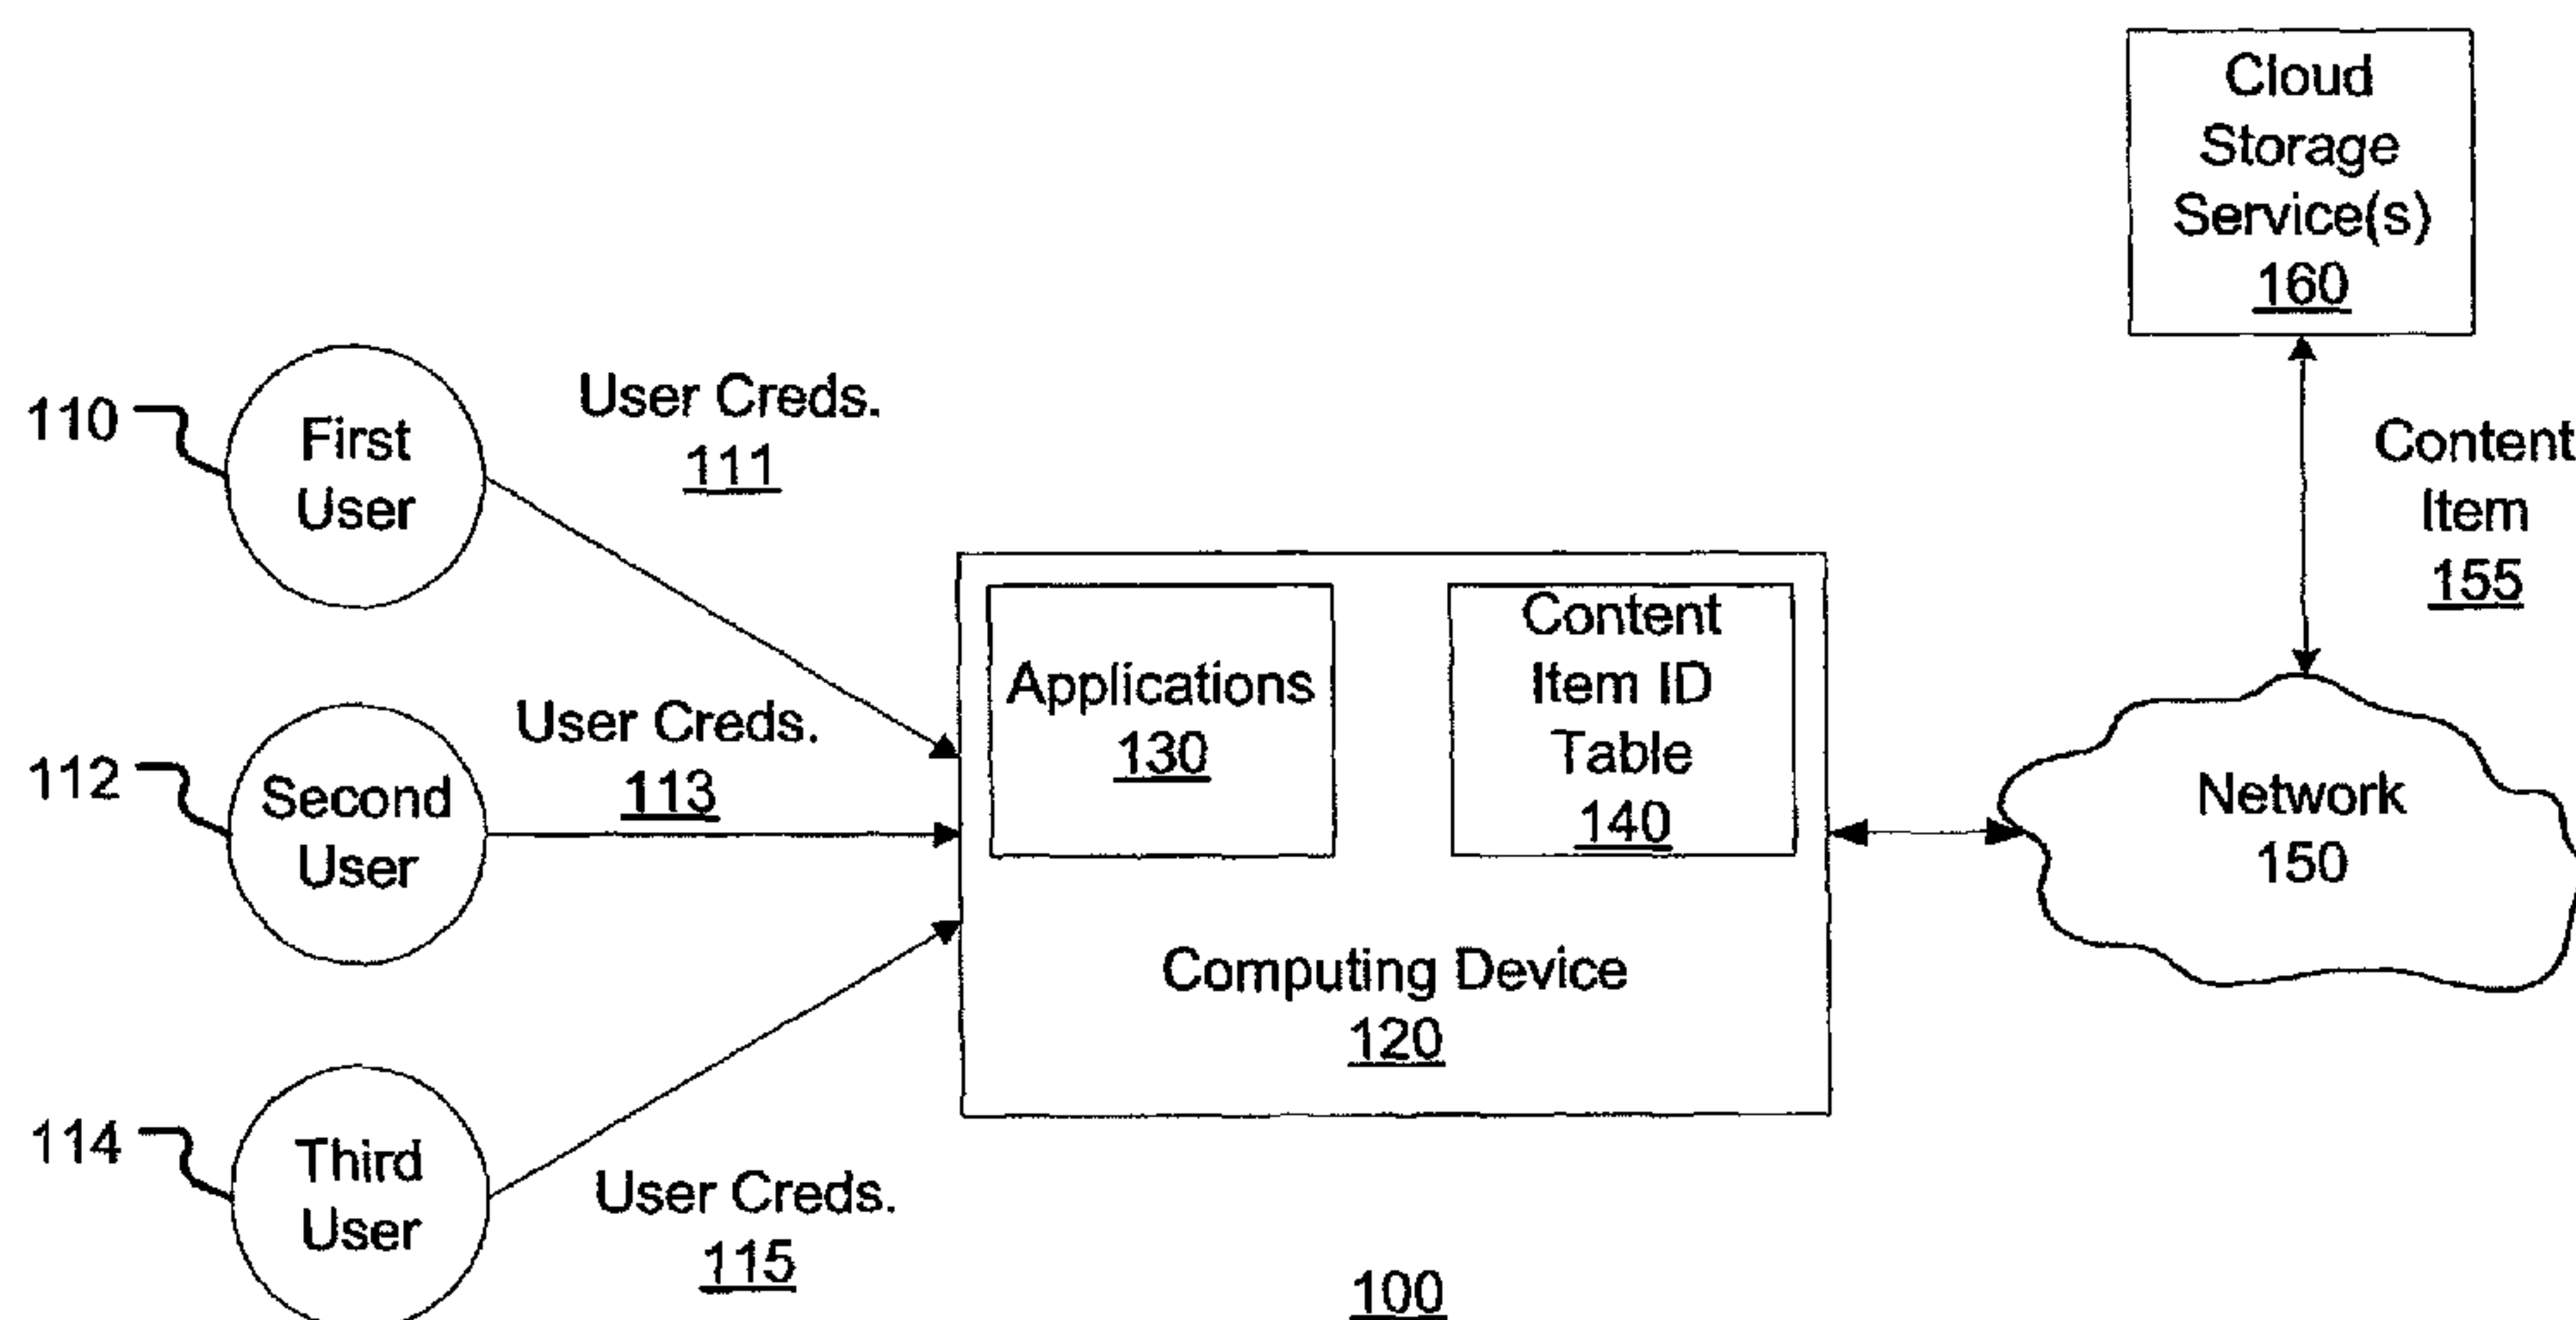 Cloud
Storage
Service(s)
160
110
First
User
User Creds.
111
Content
Item
155
112
Second
User
User Creds.
113
Applications
130
Content
Item ID
Table
140
Network
150
Computing Device
120
114
Third
User
User Creds.
115
100